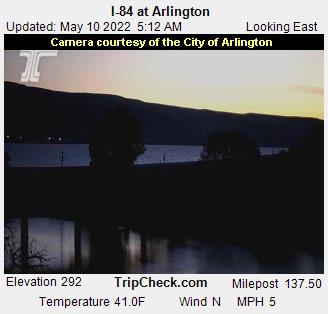 I-84 at Arlington
Updated: May 10 2022 5:12 AM Looking East
Camera courtesy of the City of Arlington
Elevation 292 TripCheck.com Milepost 137.50
Temperature 41.0F Wind N MPH 5